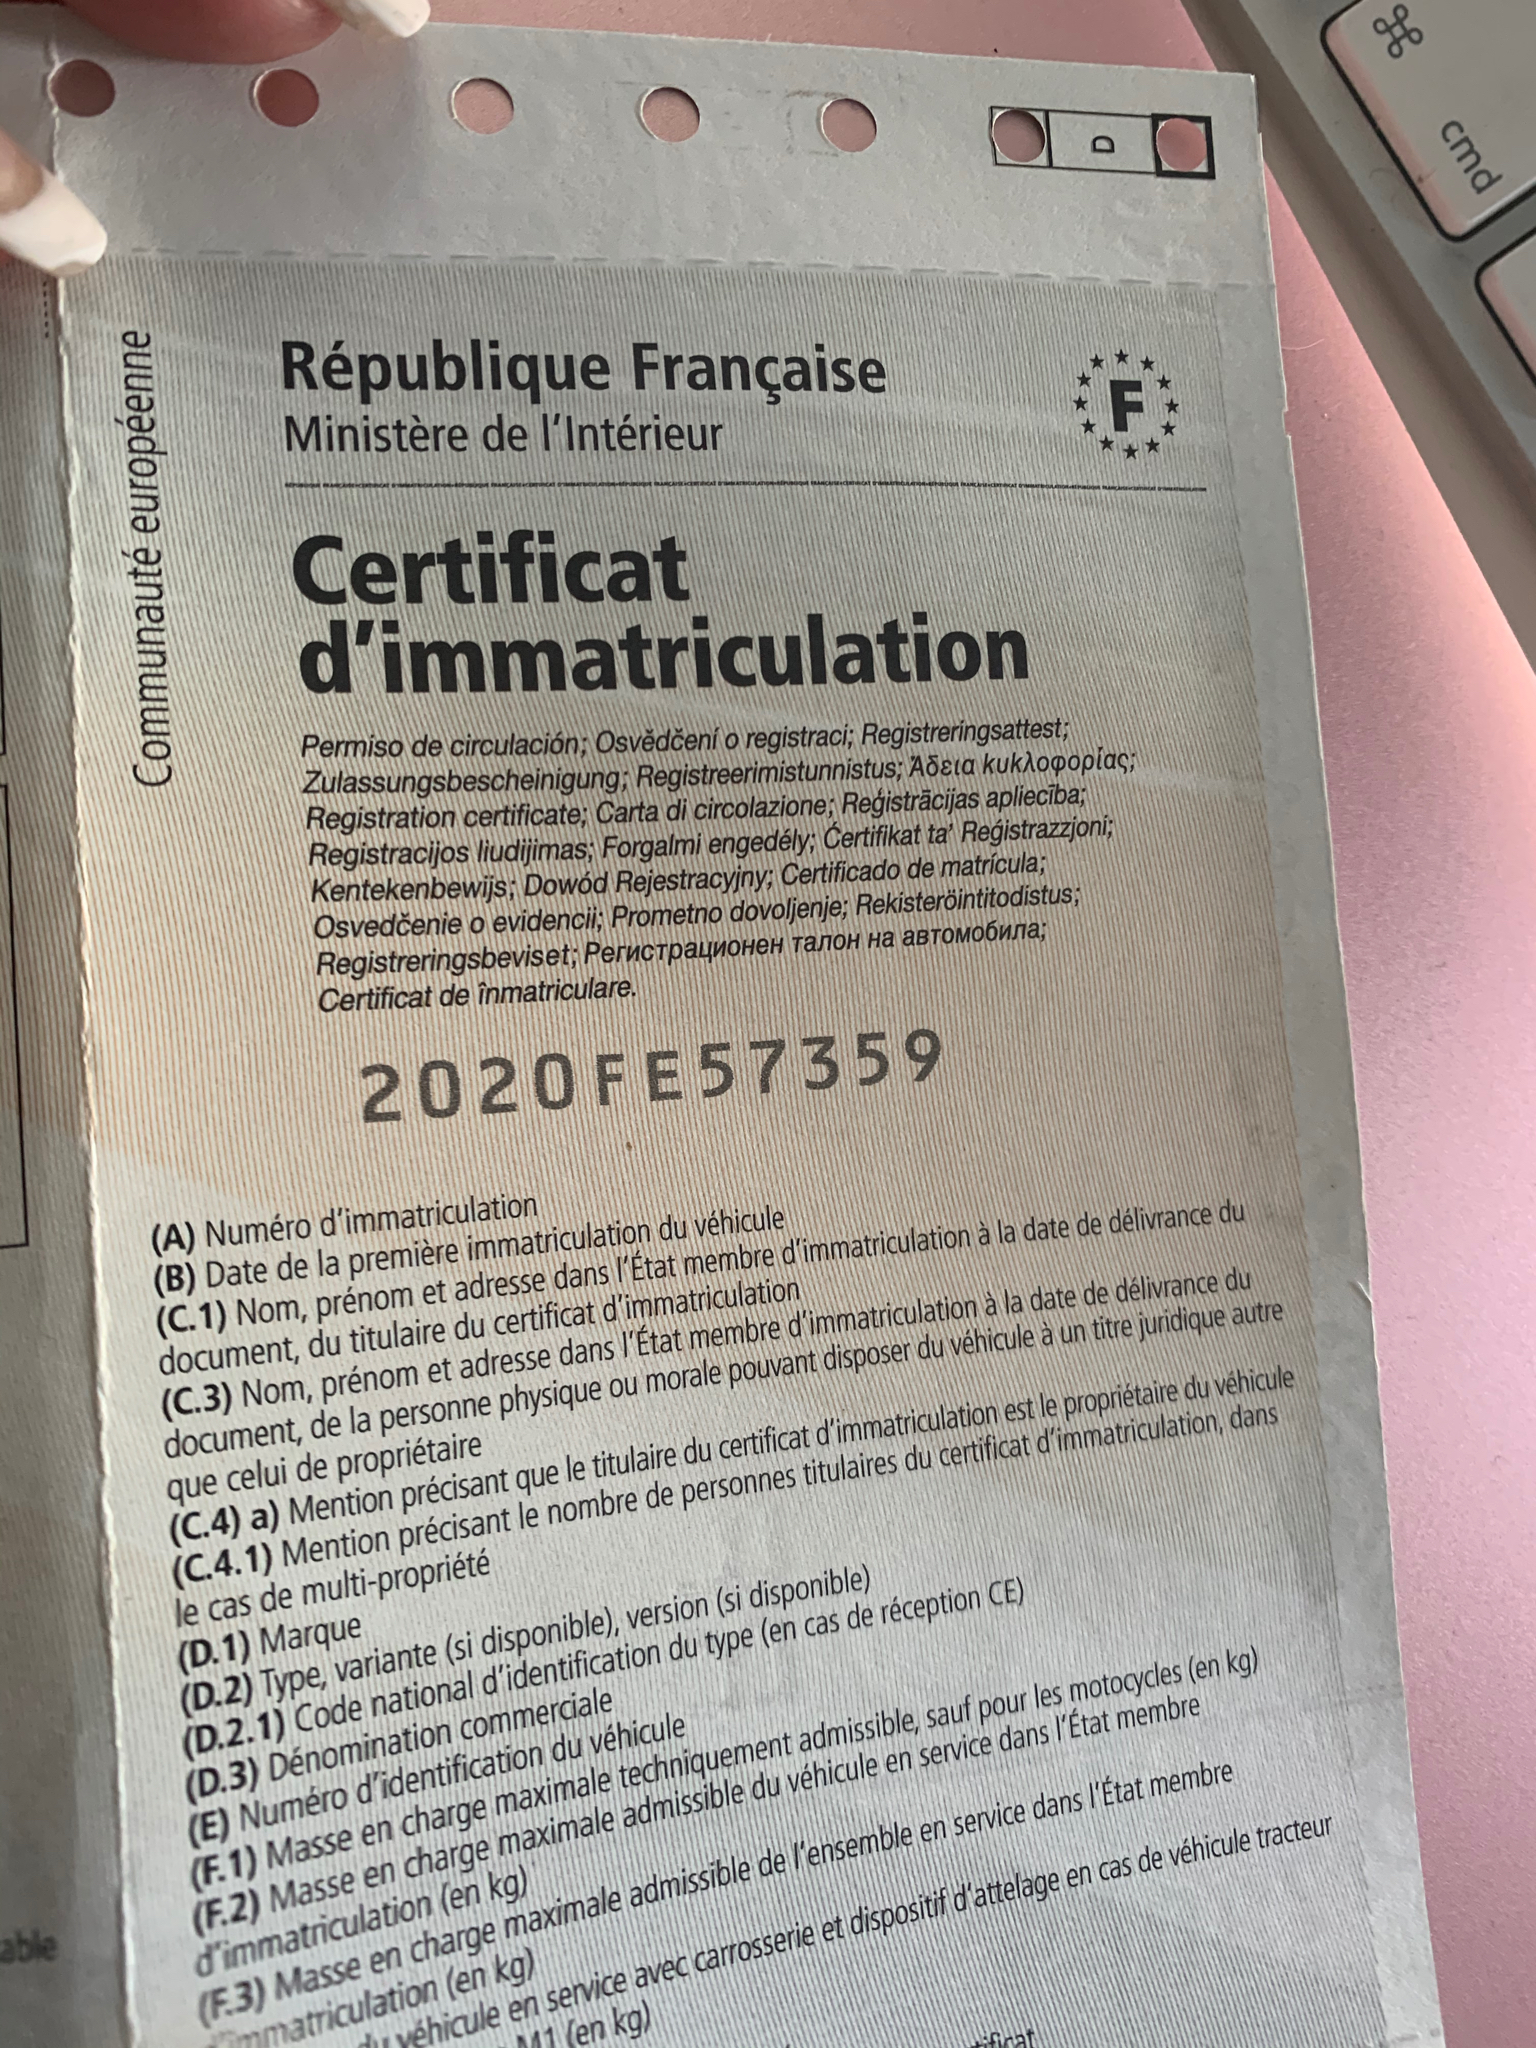 ⌘
cmd
D
Communauté européenne
République Française
Ministère de l'Intérieur
F
Certificat
d'immatriculation
Permiso de circulación; Osvědčení o registraci; Registreringsattest;
Zulassungsbescheinigung; Registreerimistunnistus; Άδεια kukλοφορίας;
Registration certificate; Carta di circolazione; Reģistrācijas apliecība;
Registracijos liudijimas; Forgalmi engedély; Ċertifikat ta' Reġistrazzjoni;
Kentekenbewijs; Dowód Rejestracyjny; Certificado de matrícula;
Osvedčenie o evidencii; Prometno dovoljenje; Rekisteröintitodistus;
Registreringsbeviset; Регистрационен талон на автомобила;
Certificat de înmatriculare.
2020FE57359
(A) Numéro d'immatriculation
(B) Date de la première immatriculation du véhicule
(C.1) Nom, prénom et adresse dans l'État membre d'immatriculation à la date de délivrance du
document, du titulaire du certificat d'immatriculation
(C.3) Nom, prénom et adresse dans l'État membre d'immatriculation à la date de délivrance du
document, de la personne physique ou morale pouvant disposer du véhicule à un titre juridique autre
que celui de propriétaire
(C.4) a) Mention précisant que le titulaire du certificat d'immatriculation est le propriétaire du véhicule
(C.4.1) Mention précisant le nombre de personnes titulaires du certificat d'immatriculation, dans
le cas de multi-propriété
(D.1) Marque
(D.2) Type, variante (si disponible), version (si disponible)
(D.2.1) Code national d'identification du type (en cas de réception CE)
(D.3) Dénomination commerciale
(E) Numéro d'identification du véhicule
(F.1) Masse en charge maximale techniquement admissible, sauf pour les motocycles (en kg)
(F.2) Masse en charge maximale admissible du véhicule en service dans l'État membre
d'immatriculation (en kg)
(F.3) Masse en charge maximale admissible de l'ensemble en service dans l'État membre
d'immatriculation (en kg)
du véhicule en service avec carrosserie et dispositif d'attelage en cas de véhicule tracteur
M1 (en kg)